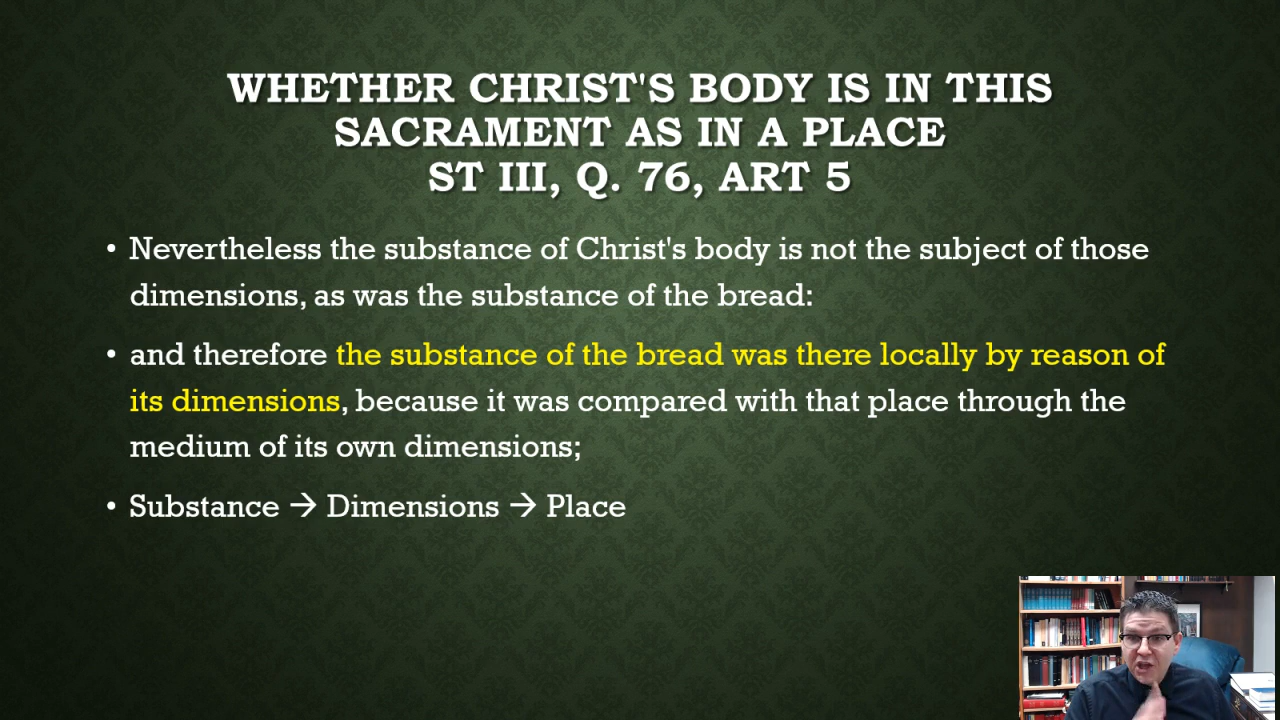 WHETHER CHRIST'S BODY IS IN THIS
SACRAMENT AS IN A PLACE
ST III, Q. 76, ART 5
• Nevertheless the substance of Christ's body is not the subject of those
dimensions, as was the substance of the bread:
• and therefore the substance of the bread was there locally by reason of
its dimensions, because it was compared with that place through the
medium of its own dimensions;
• Substance → Dimensions → Place